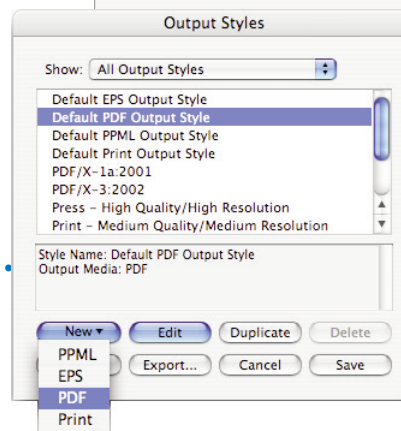 Output Styles
Show: All Output Styles
Default EPS Output Style
Default PDF Output Style
Default PPML Output Style
Default Print Output Style
PDF/X-1a:2001
PDF/X-3:2002
Press – High Quality/High Resolution
Print – Medium Quality/Medium Resolution
Style Name: Default PDF Output Style
Output Media: PDF
New Edit Duplicate Delete
Export... Cancel Save
PPML
EPS
PDF
Print